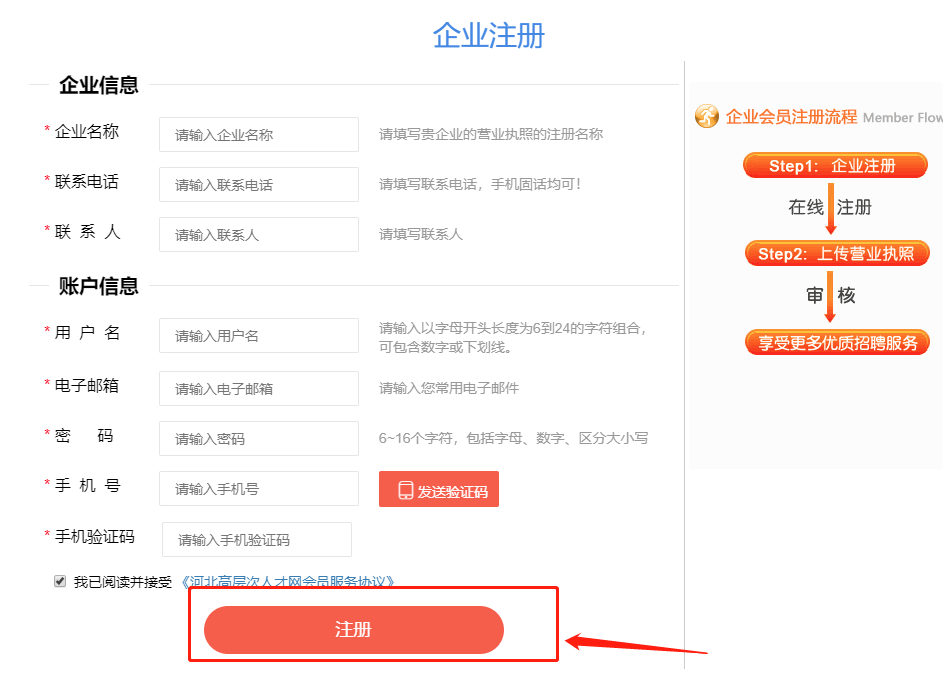 企业注册
企业信息
* 企业名称 请输入企业名称 请填写贵企业的营业执照的注册名称
* 联系电话 请输入联系电话 请填写联系电话，手机固话均可！
* 联 系 人 请输入联系人 请填写联系人
账户信息
* 用 户 名 请输入用户名 请输入以字母开头长度为6到24的字符组合，
可包含数字或下划线。
* 电子邮箱 请输入电子邮箱 请输入您常用电子邮件
* 密 码 请输入密码 6~16个字符，包括字母、数字、区分大小写
* 手 机 号 请输入手机号 发送验证码
* 手机验证码 请输入手机验证码
我已阅读并接受 《河北高层次人才网会员服务协议》
注册
企业会员注册流程 Member Flow
Step1: 企业注册
在线 注册
Step2: 上传营业执照
审 核
享受更多优质招聘服务